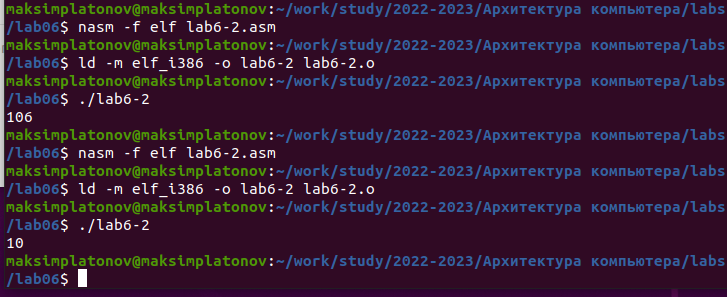 maksimplatonov@maksimplatonov:~/work/study/2022-2023/Архитектура компьютера/labs
/lab06$ nasm -f elf lab6-2.asm
maksimplatonov@maksimplatonov:~/work/study/2022-2023/Архитектура компьютера/labs
/lab06$ ld -m elf_i386 -o lab6-2 lab6-2.o
maksimplatonov@maksimplatonov:~/work/study/2022-2023/Архитектура компьютера/labs
/lab06$ ./lab6-2
106
maksimplatonov@maksimplatonov:~/work/study/2022-2023/Архитектура компьютера/labs
/lab06$ nasm -f elf lab6-2.asm
maksimplatonov@maksimplatonov:~/work/study/2022-2023/Архитектура компьютера/labs
/lab06$ ld -m elf_i386 -o lab6-2 lab6-2.o
maksimplatonov@maksimplatonov:~/work/study/2022-2023/Архитектура компьютера/labs
/lab06$ ./lab6-2
10
maksimplatonov@maksimplatonov:~/work/study/2022-2023/Архитектура компьютера/labs
/lab06$